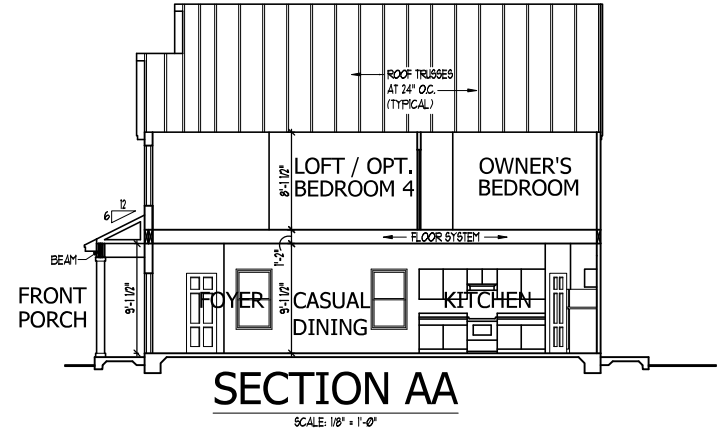 ROOF TRUSSES
AT 24" O.C.
(TYPICAL)
8'-1 1/2"
LOFT / OPT.
BEDROOM 4
OWNER'S
BEDROOM
12
6
BEAM
FLOOR SYSTEM
1'-2"
FRONT
PORCH
9'-1 1/2"
FOYER
9'-1 1/2"
CASUAL
DINING
KITCHEN
SECTION AA
SCALE: 1/8" = 1'-0"